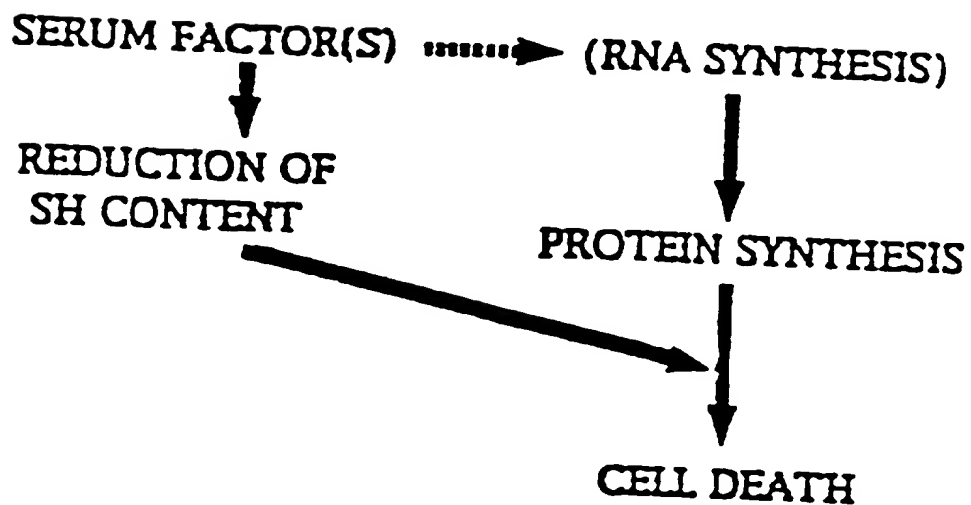 SERUM FACTOR(S)
(RNA SYNTHESIS)
REDUCTION OF
SH CONTENT
PROTEIN SYNTHESIS
CELL DEATH